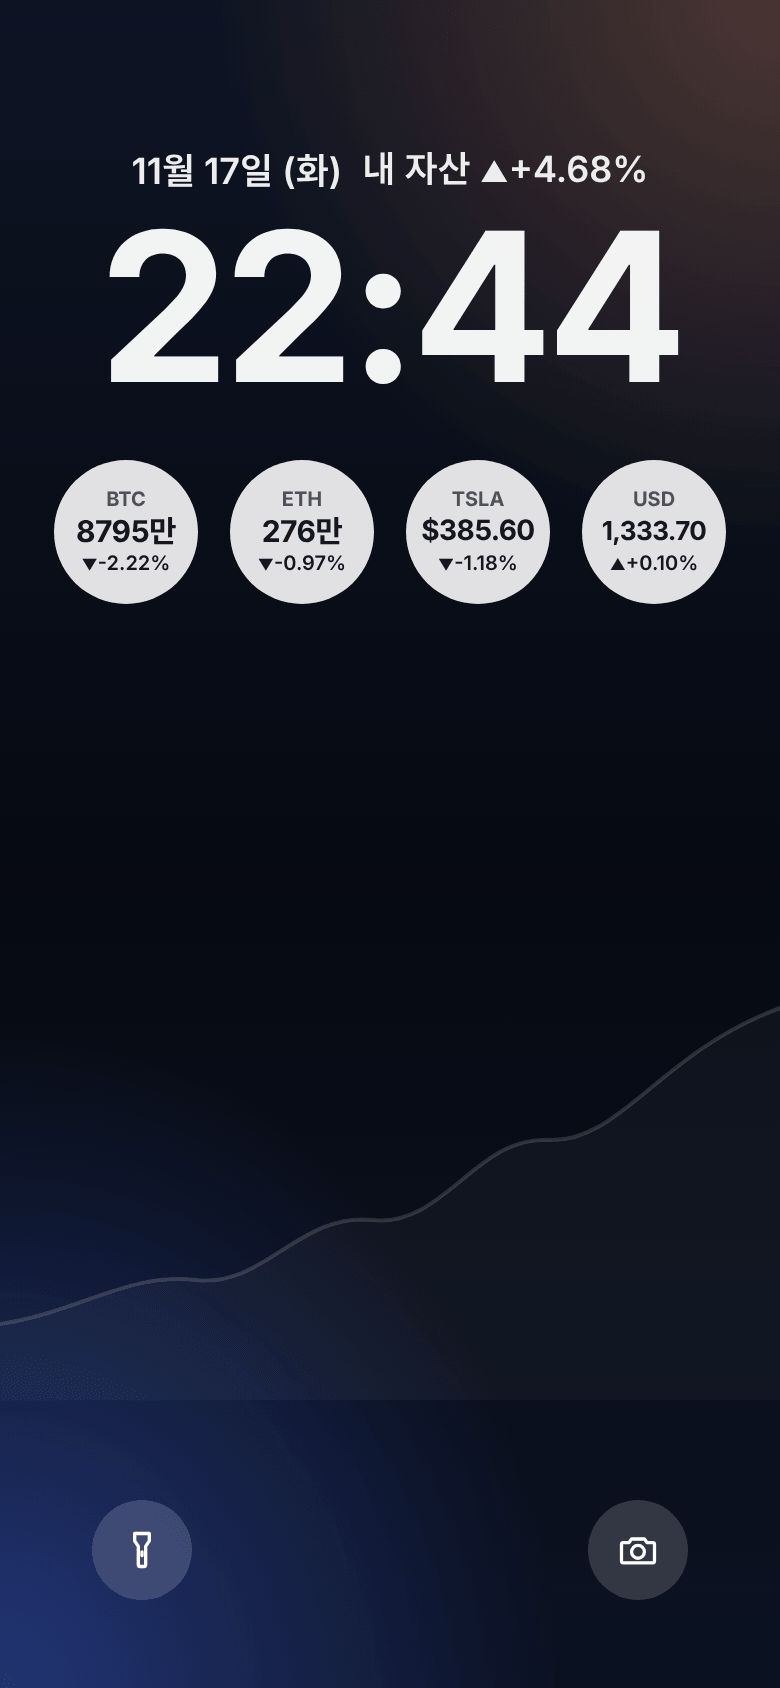 11월 17일 (화) 내 자산 ▲+4.68%
22:44
BTC
8795만
▼-2.22%
ETH
276만
▼-0.97%
TSLA
$385.60
▼-1.18%
USD
1,333.70
▲+0.10%